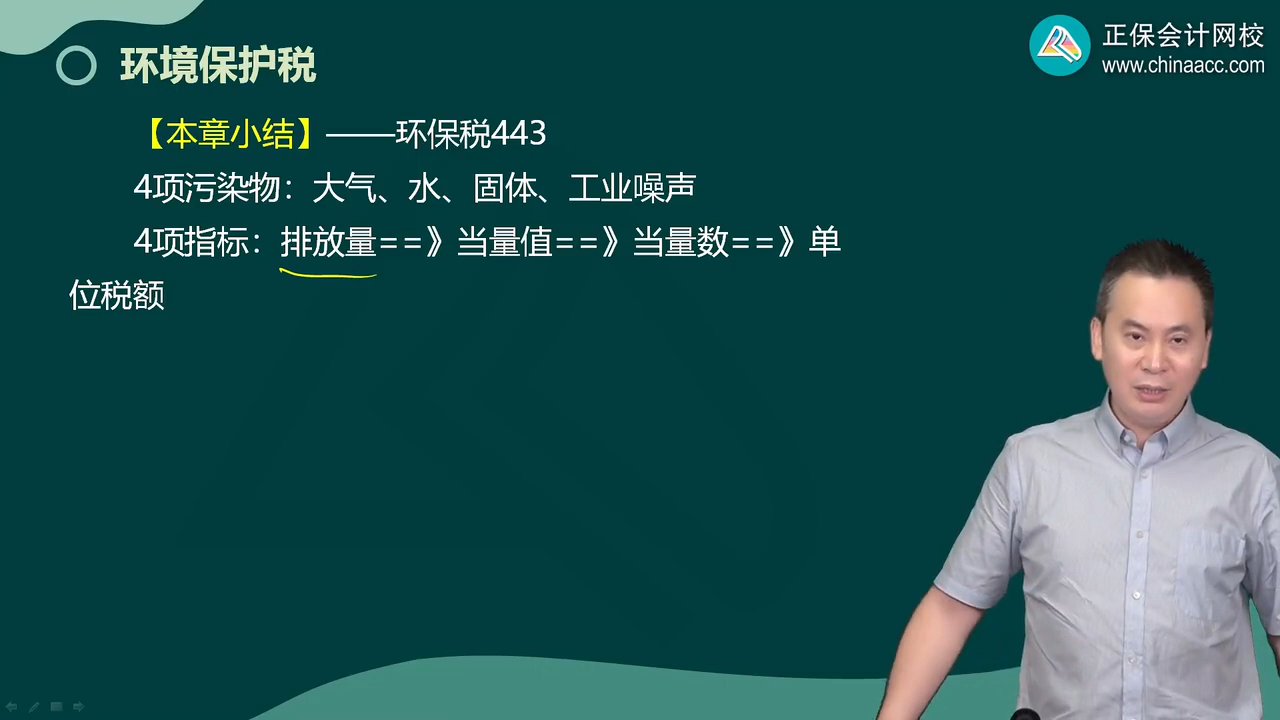 环境保护税
正保会计网校
www.chinaacc.com
【本章小结】——环保税443
4项污染物：大气、水、固体、工业噪声
4项指标：排放量==》当量值==》当量数==》单
位税额